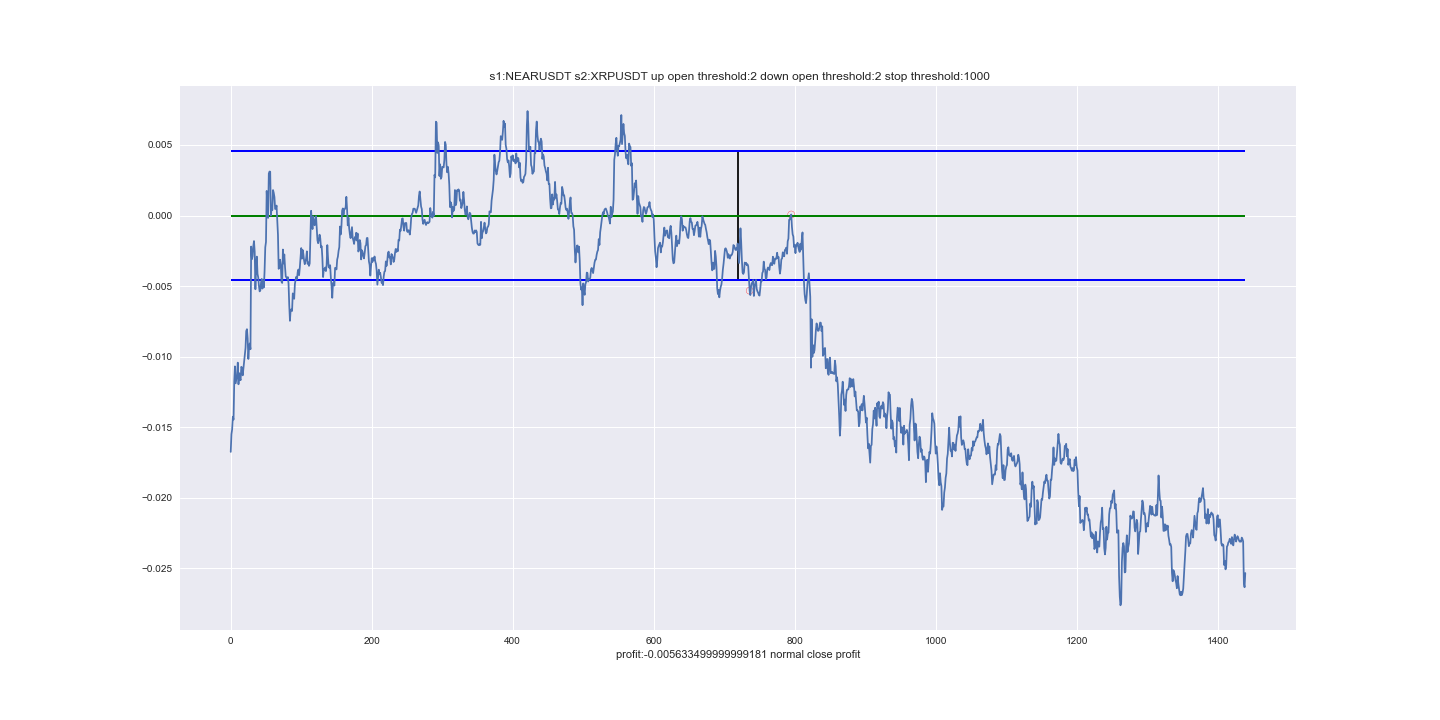 s1:NEARUSDT s2:XRPUSDT up open threshold:2 down open threshold:2 stop threshold:1000
0.005
0.000
−0.005
−0.010
−0.015
−0.020
−0.025
0 200 400 600 800 1000 1200 1400
profit:-0.005633499999999181 normal close profit